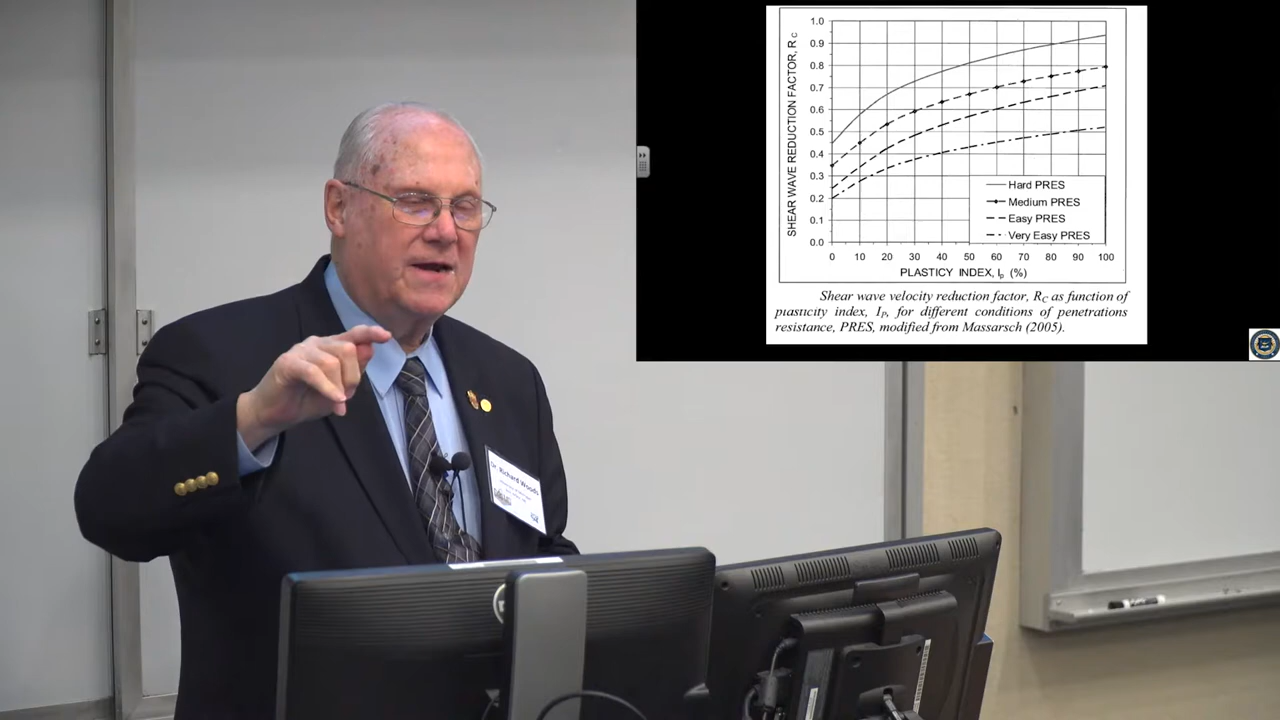 SHEAR WAVE REDUCTION FACTOR, RC
1.0
0.9
0.8
0.7
0.6
0.5
0.4
0.3
0.2
0.1
0.0
Hard PRES
Medium PRES
Easy PRES
Very Easy PRES
0 10 20 30 40 50 60 70 80 90 100
PLASTICY INDEX, Ip (%)
Shear wave velocity reduction factor, RC as function of
plasticity index, IP, for different conditions of penetrations
resistance, PRES, modified from Massarsch (2005).
Dr. Richard Woods